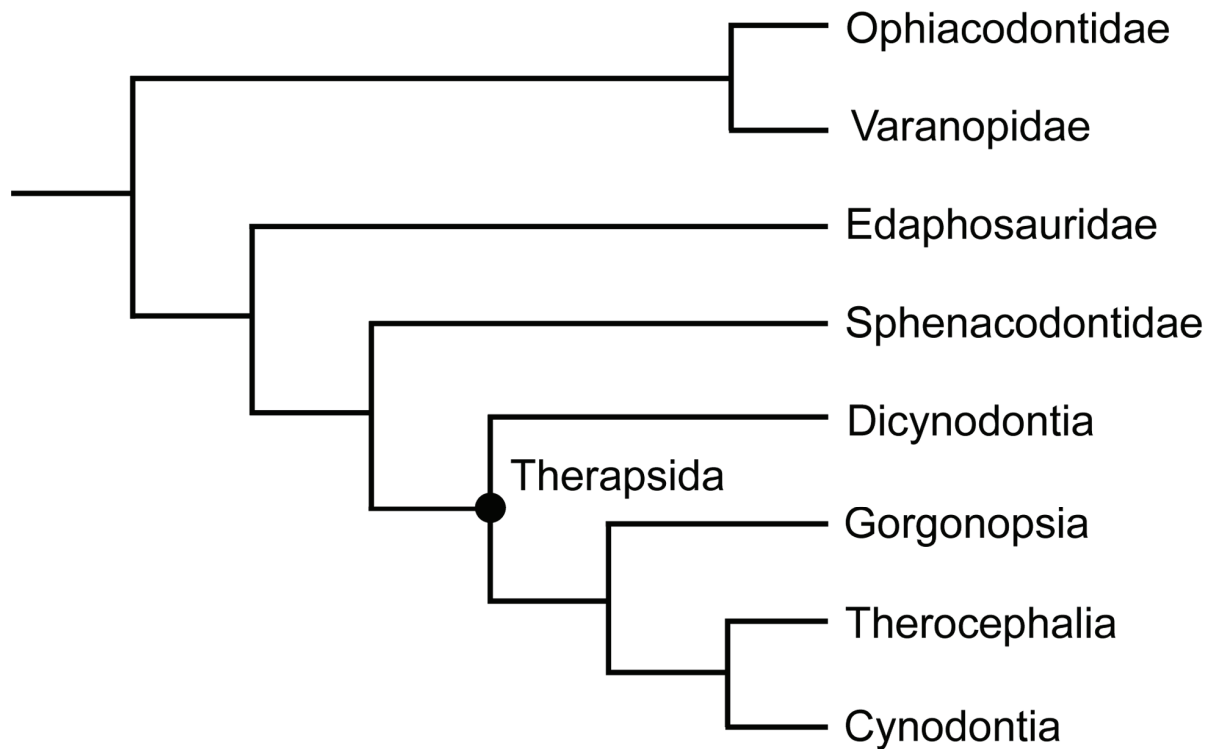 Ophiacodontidae
Varanopidae
Edaphosauridae
Sphenacodontidae
Dicynodontia
Therapsida
Gorgonopsia
Therocephalia
Cynodontia